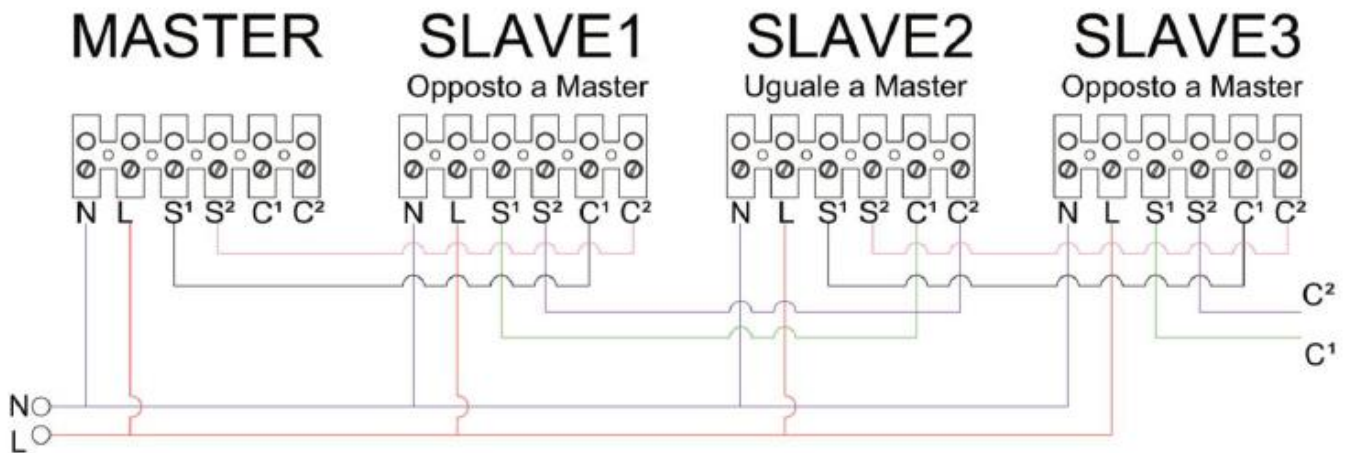 MASTER SLAVE1 SLAVE2 SLAVE3
Opposto a Master Uguale a Master Opposto a Master
N L S¹ S² C¹ C² N L S¹ S² C¹ C² N L S¹ S² C¹ C² N L S¹ S² C¹ C²
C²
C¹
N
L